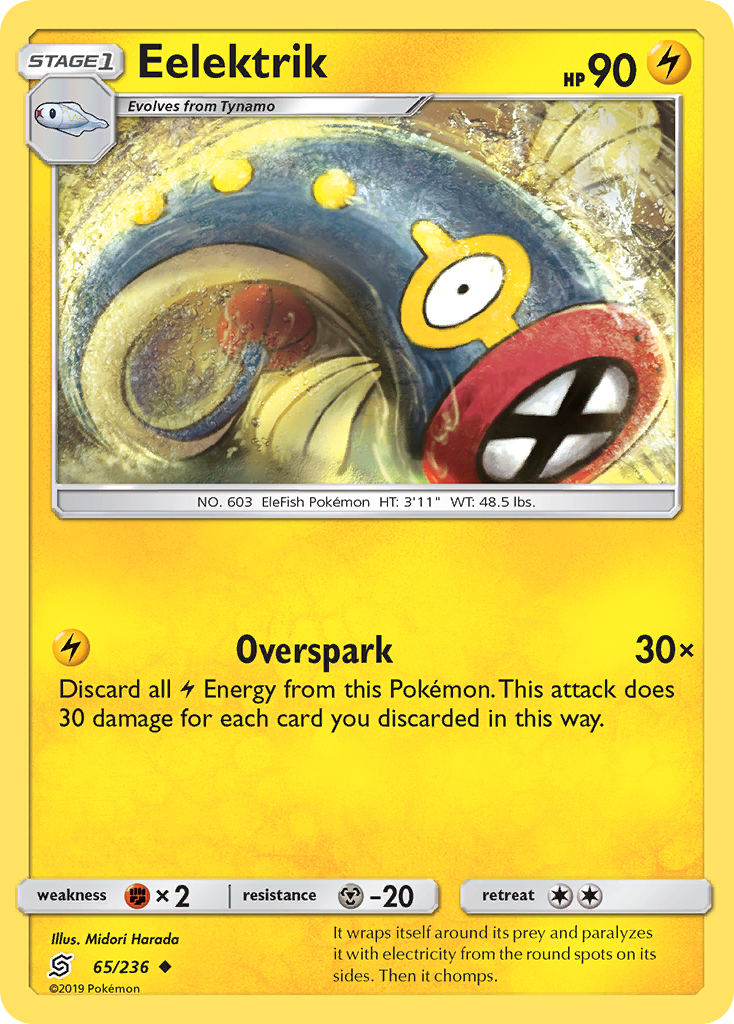 STAGE1
Eelektrik
HP 90
Evolves from Tynamo
NO. 603 EleFish Pokémon HT: 3'11" WT: 48.5 lbs.
Overspark 30×
Discard all Energy from this Pokémon. This attack does
30 damage for each card you discarded in this way.
weakness × 2 resistance -20 retreat
Illus. Midori Harada
65/236
©2019 Pokémon
It wraps itself around its prey and paralyzes
it with electricity from the round spots on its
sides. Then it chomps.